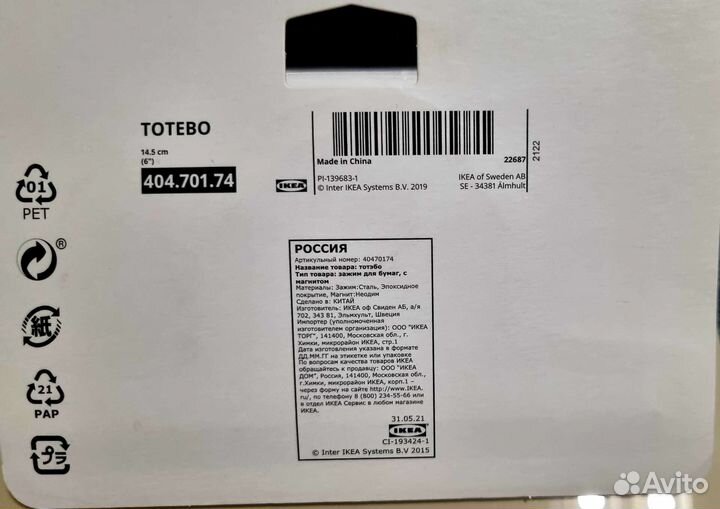 TOTEBO
14.5 cm
(6")
404.701.74
IKEA
Made in China
22687
2122
PI-139683-1
© Inter IKEA Systems B.V. 2019
IKEA of Sweden AB
SE - 34381 Älmhult
01
PET
®
紙
21
PAP
プラ
РОССИЯ
Артикульный номер: 40470174
Название товара: тотэбо
Тип товара: зажим для бумаг, с
магнитом
Материалы: Зажим:Сталь, Эпоксидное
покрытие, Магнит:Неодим
Сделано в: КИТАЙ
Изготовитель: ИКЕА оф Свиден АБ, а/я
702, 343 81, Эльмхульт, Швеция
Импортер (уполномоченная
изготовителем организация): ООО "ИКЕА
ТОРГ", 141400, Московская обл., г.
Химки, микрорайон ИКЕА, стр.1
Дата изготовления указана в формате
ДД.ММ.ГГ на этикетке или упаковке
По вопросам качества товаров ИКЕА
обращайтесь к продавцу: ООО "ИКЕА
ДОМ", Россия, 141400, Московская обл.,
г.Химки, микрорайон ИКЕА, корп.1 –
через форму на сайте http://www.IKEA.
ru/, по телефону 8 (800) 234-55-66 или
в отдел ИКЕА Сервис в любом магазине
ИКЕА.
31.05.21
IKEA
CI-193424-1
© Inter IKEA Systems B.V 2015
Avito